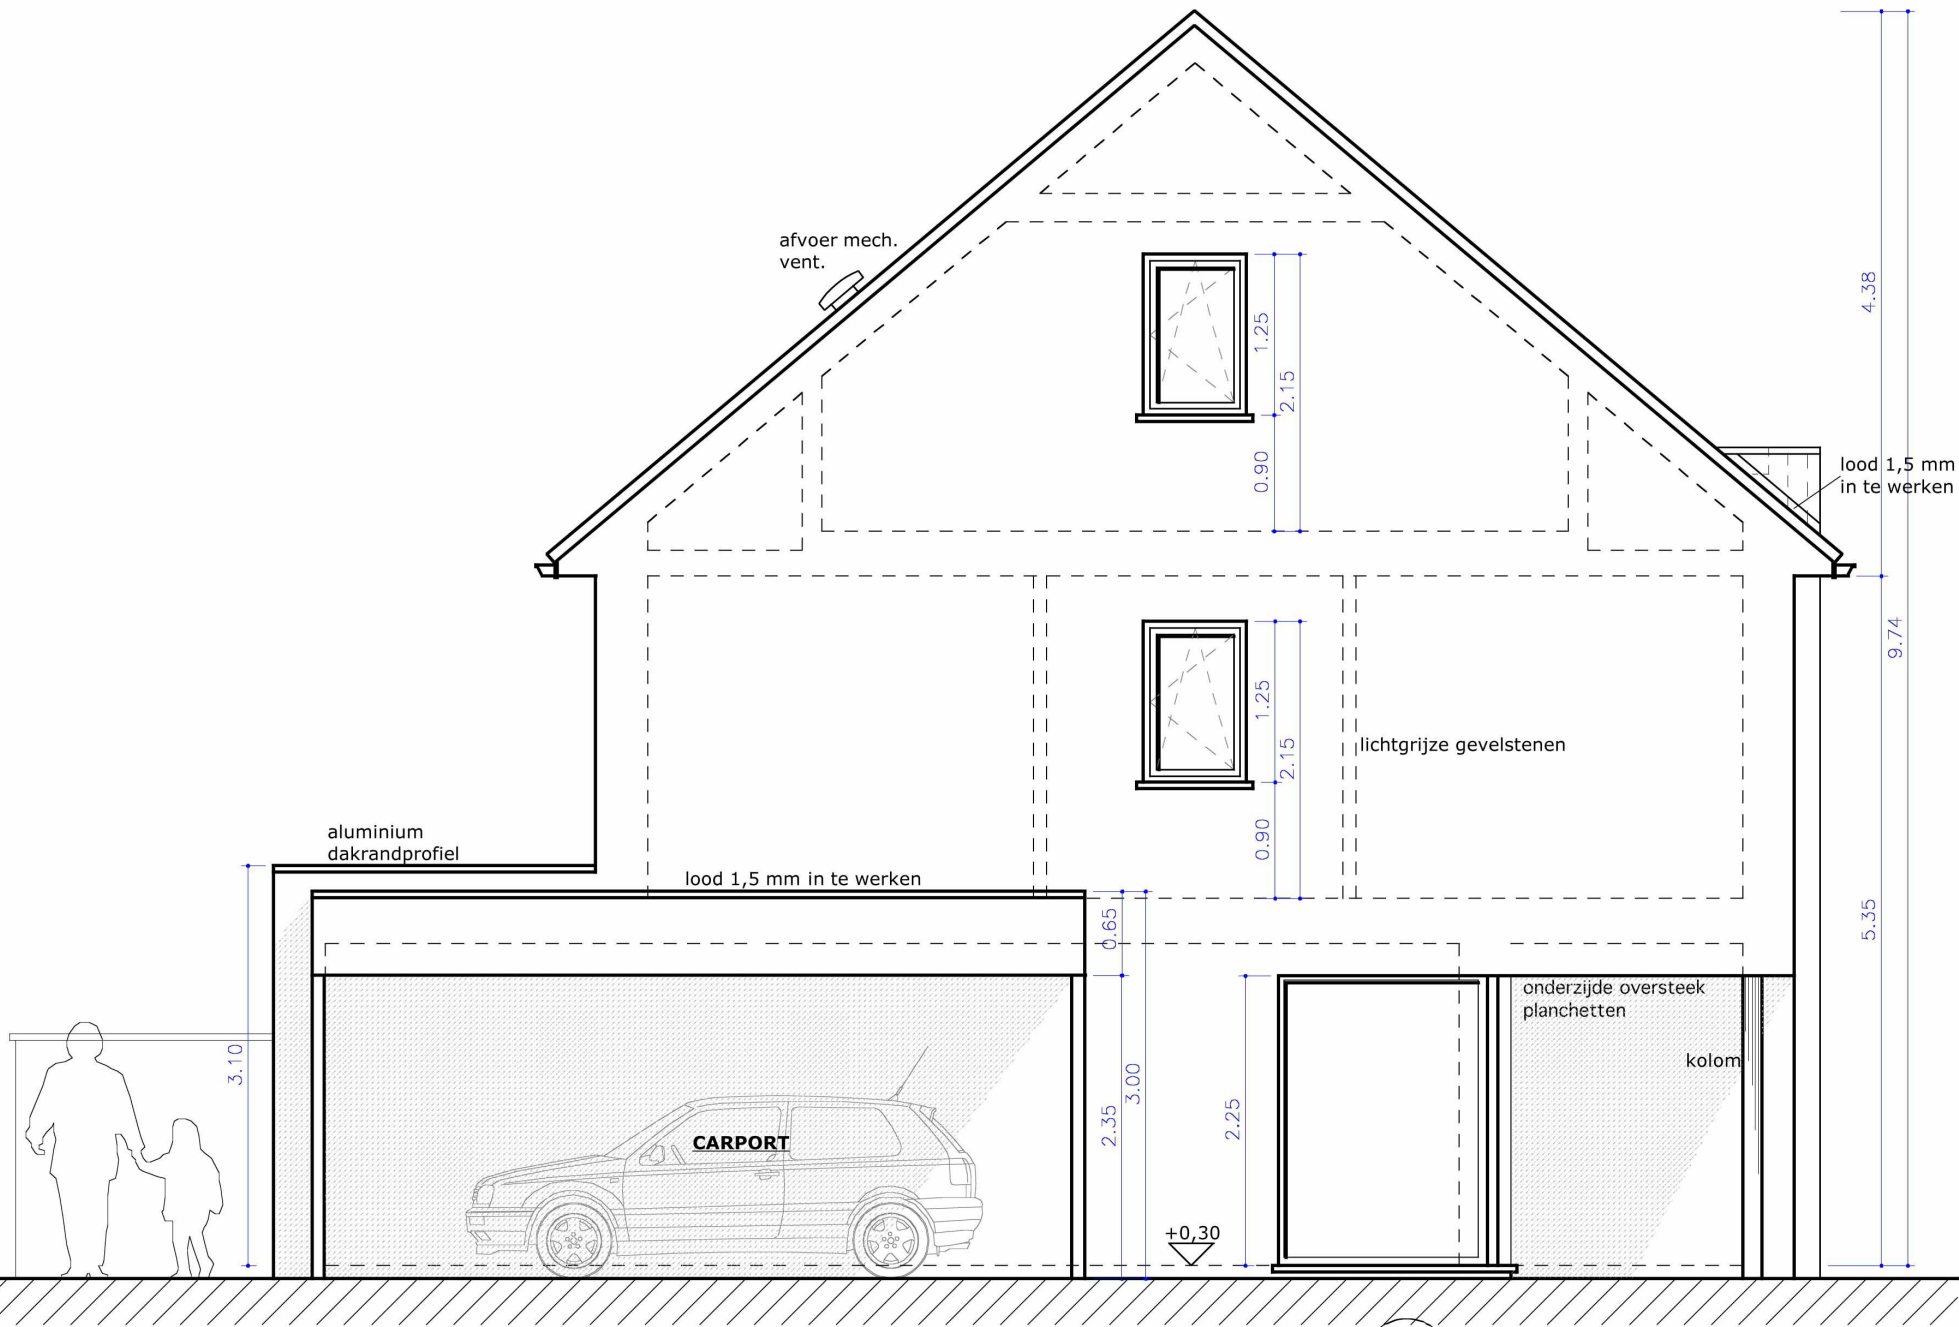 afvoer mech.
vent.
4.38
1.25
2.15
0.90
lood 1,5 mm
in te werken
9.74
1.25
2.15
lichtgrijze gevelstenen
0.90
aluminium
dakrandprofiel
lood 1,5 mm in te werken
0.65
5.35
onderzijde oversteek
planchetten
kolom
3.10
3.00
2.35
2.25
CARPORT
+0,30